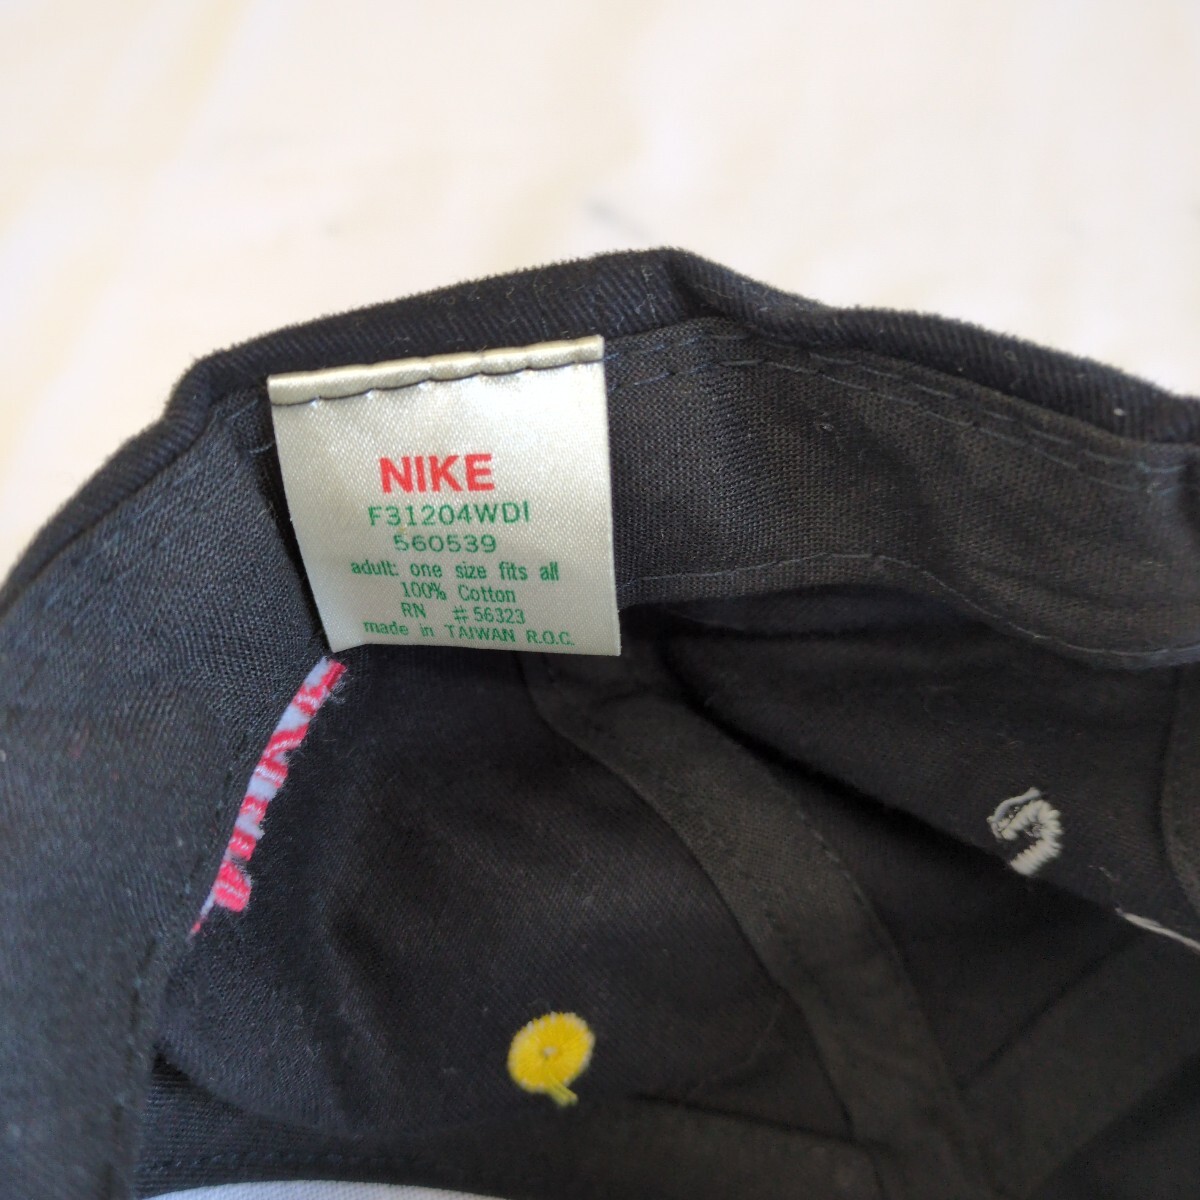 NIKE
F31204WDI
560539
adult: one size fits all
100% Cotton
RN #56323
made in TAIWAN R.O.C.